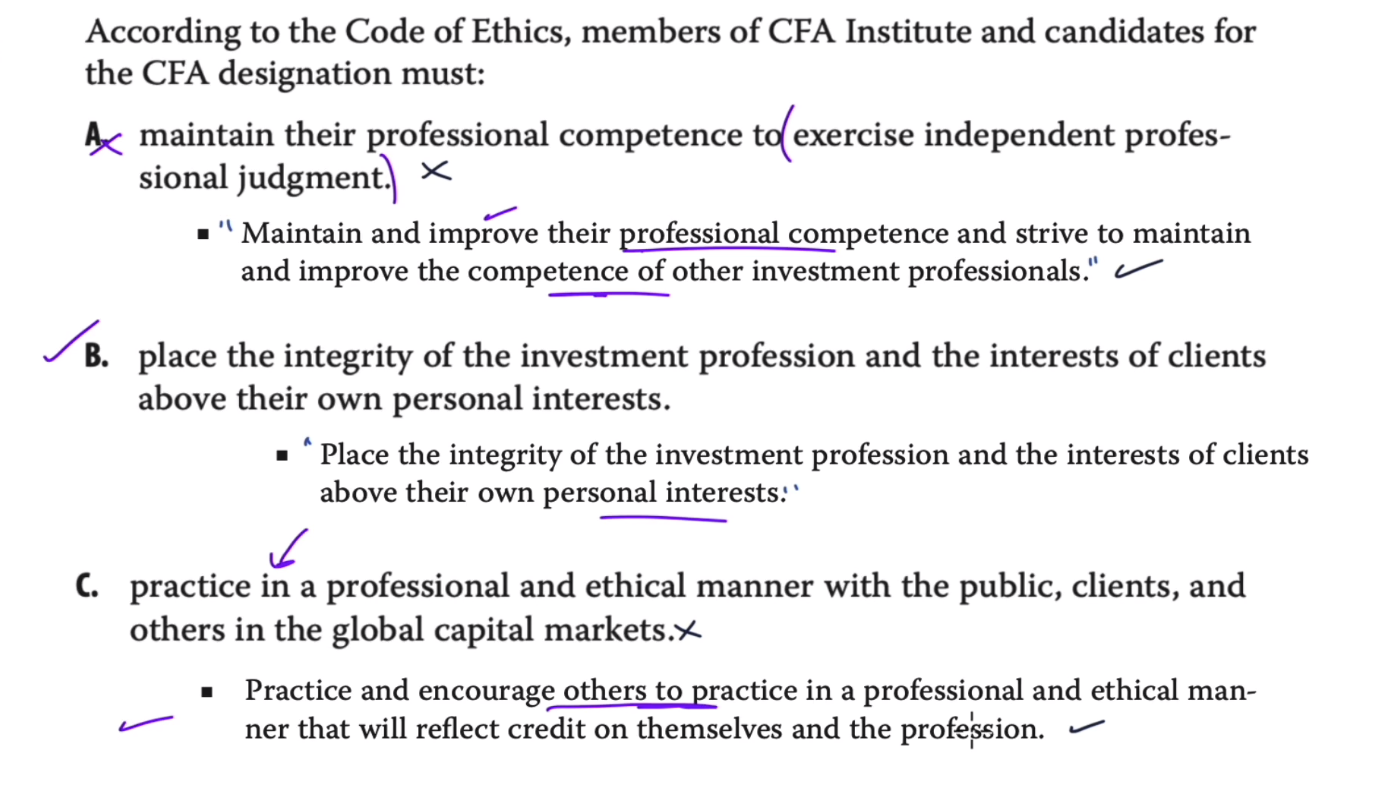 According to the Code of Ethics, members of CFA Institute and candidates for
the CFA designation must:
A. maintain their professional competence to exercise independent profes-
sional judgment.
▪ "Maintain and improve their professional competence and strive to maintain
and improve the competence of other investment professionals."
B. place the integrity of the investment profession and the interests of clients
above their own personal interests.
▪ Place the integrity of the investment profession and the interests of clients
above their own personal interests.
C. practice in a professional and ethical manner with the public, clients, and
others in the global capital markets.
▪ Practice and encourage others to practice in a professional and ethical man-
ner that will reflect credit on themselves and the profession.